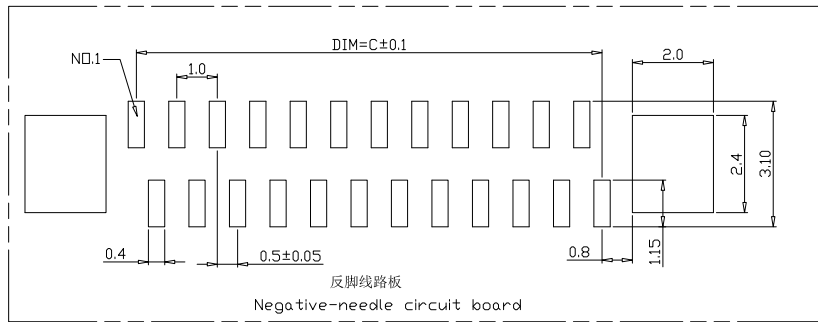 DIM=C±0.1
NO.1
1.0
2.0
2.4
3.10
0.4
0.5±0.05
0.8
1.15
反脚线路板
Negative-needle circuit board